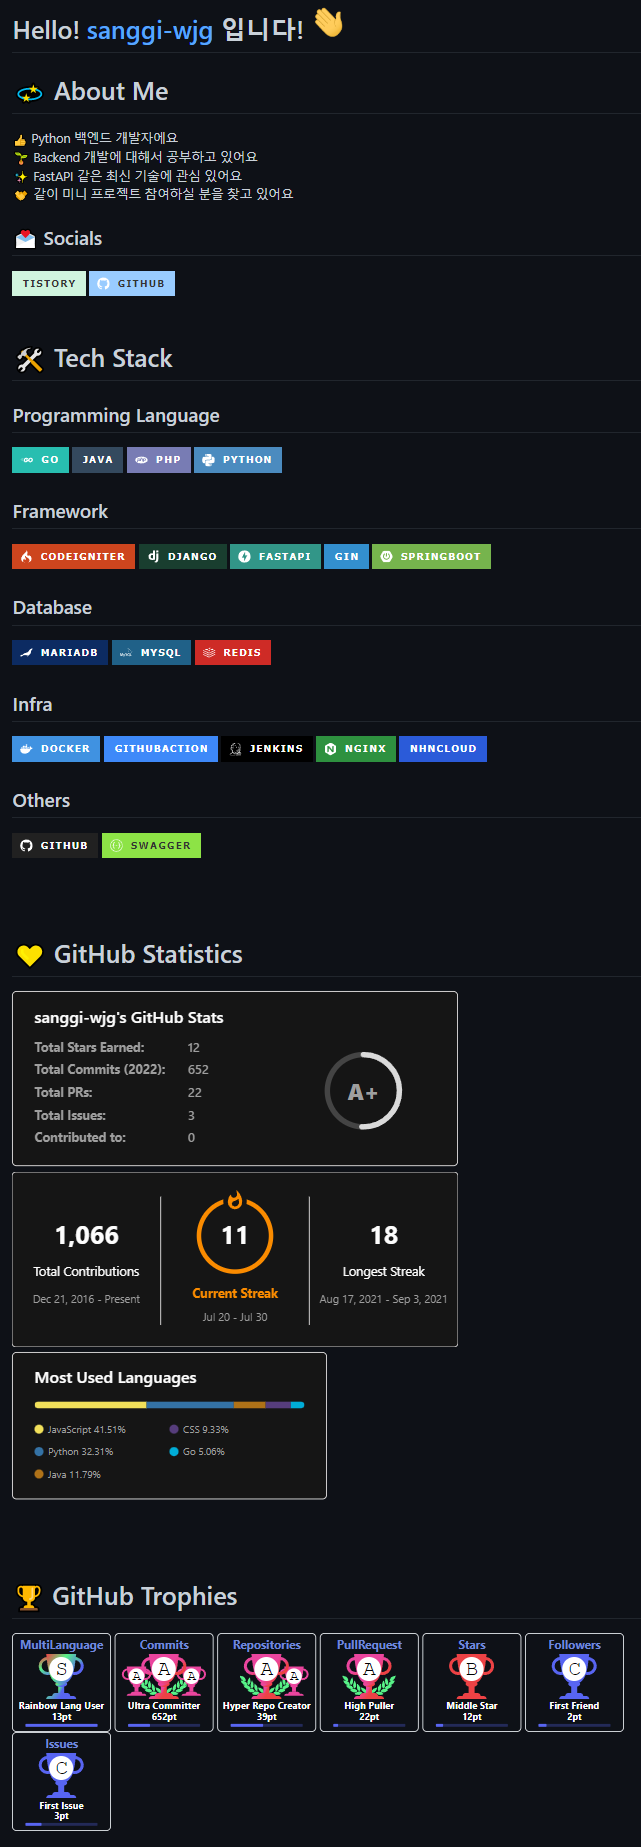 Hello! sanggi-wjg 입니다!
About Me
Python 백엔드 개발자에요
Backend 개발에 대해서 공부하고 있어요
FastAPI 같은 최신 기술에 관심 있어요
같이 미니 프로젝트 참여하실 분을 찾고 있어요
Socials
TISTORY GITHUB
Tech Stack
Programming Language
GO JAVA PHP PYTHON
Framework
CODEIGNITER DJANGO FASTAPI GIN SPRINGBOOT
Database
MARIADB MYSQL REDIS
Infra
DOCKER GITHUBACTION JENKINS NGINX NHNCLOUD
Others
GITHUB SWAGGER
GitHub Statistics
sanggi-wjg's GitHub Stats
Total Stars Earned: 12
Total Commits (2022): 652
Total PRs: 22
Total Issues: 3
Contributed to: 0
A+
1,066
Total Contributions
Dec 21, 2016 - Present
11
Current Streak
Jul 20 - Jul 30
18
Longest Streak
Aug 17, 2021 - Sep 3, 2021
Most Used Languages
JavaScript 41.51% CSS 9.33%
Python 32.31% Go 5.06%
Java 11.79%
GitHub Trophies
MultiLanguage
S
Rainbow Lang User
13pt
Commits
A A A
Ultra Committer
652pt
Repositories
A A
Hyper Repo Creator
39pt
PullRequest
A
High Puller
22pt
Stars
B
Middle Star
12pt
Followers
C
First Friend
2pt
Issues
C
First Issue
3pt